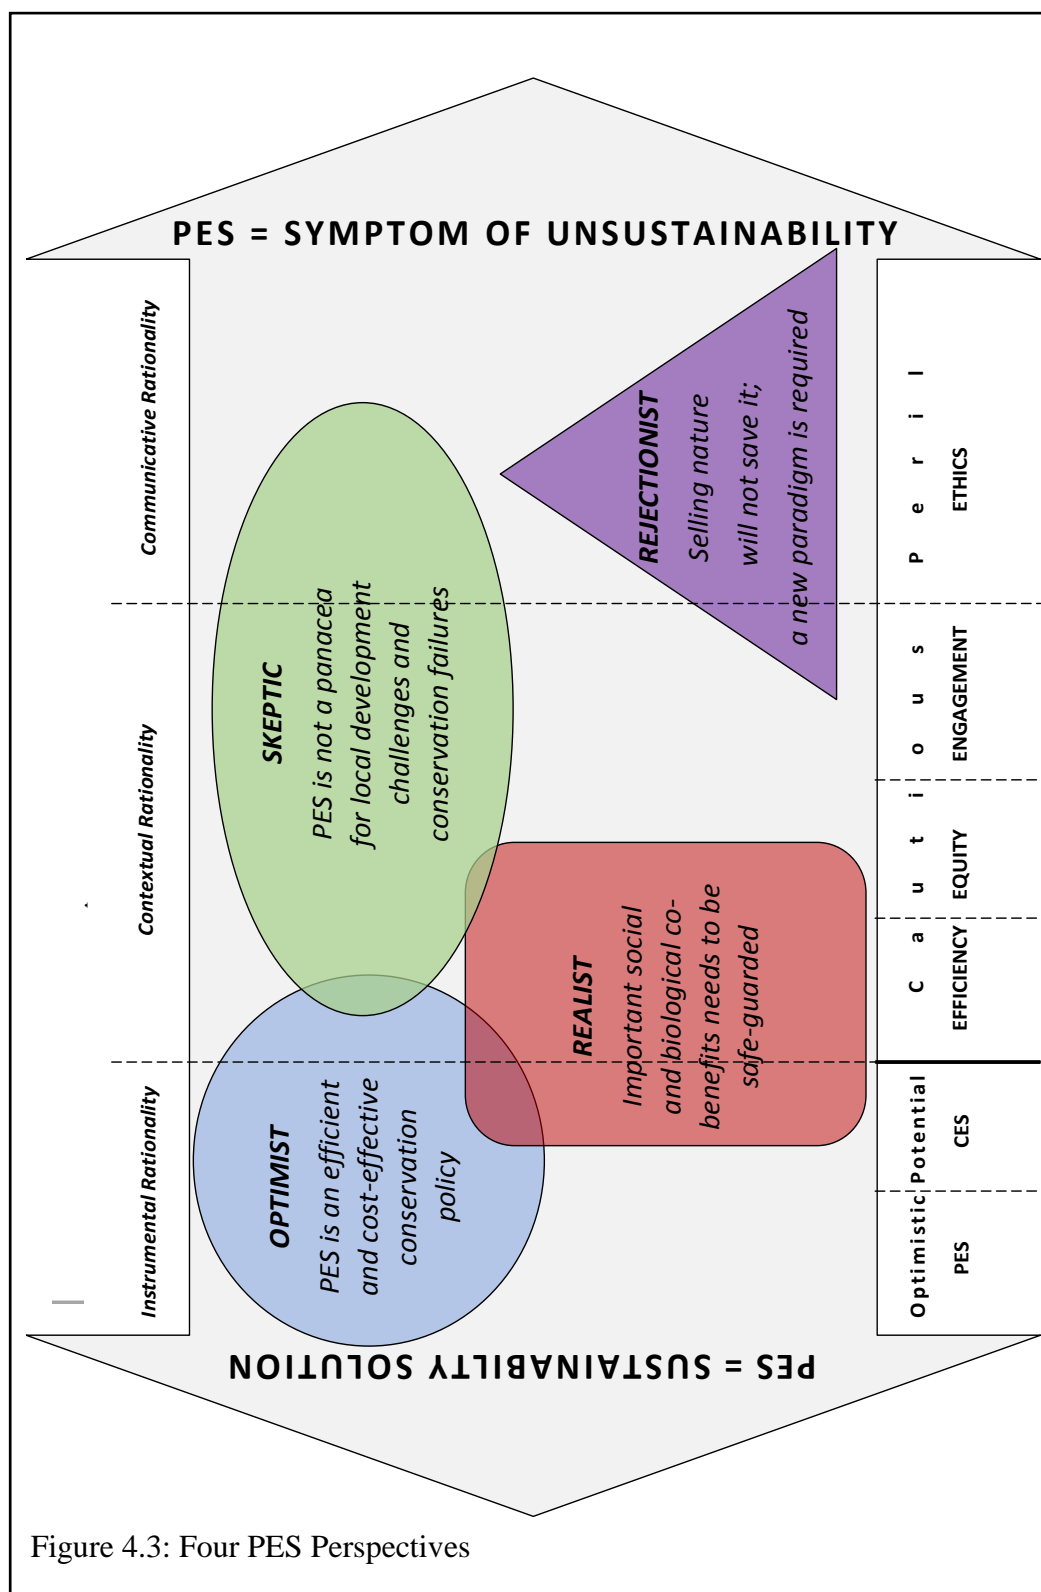 PES = SYMPTOM OF UNSUSTAINABILITY
Communicative Rationality
Contextual Rationality
Instrumental Rationality
SKEPTIC
PES is not a panacea
for local development
challenges and
conservation failures
REJECTIONIST
Selling nature
will not save it;
a new paradigm is required
OPTIMIST
PES is an efficient
and cost-effective
conservation
policy
REALIST
Important social
and biological co-
benefits needs to be
safe-guarded
Optimistic Potential
Cautious Peril
PES
CES
EFFICIENCY
EQUITY
ENGAGEMENT
ETHICS
PES = SUSTAINABILTY SOLUTION
Figure 4.3: Four PES Perspectives